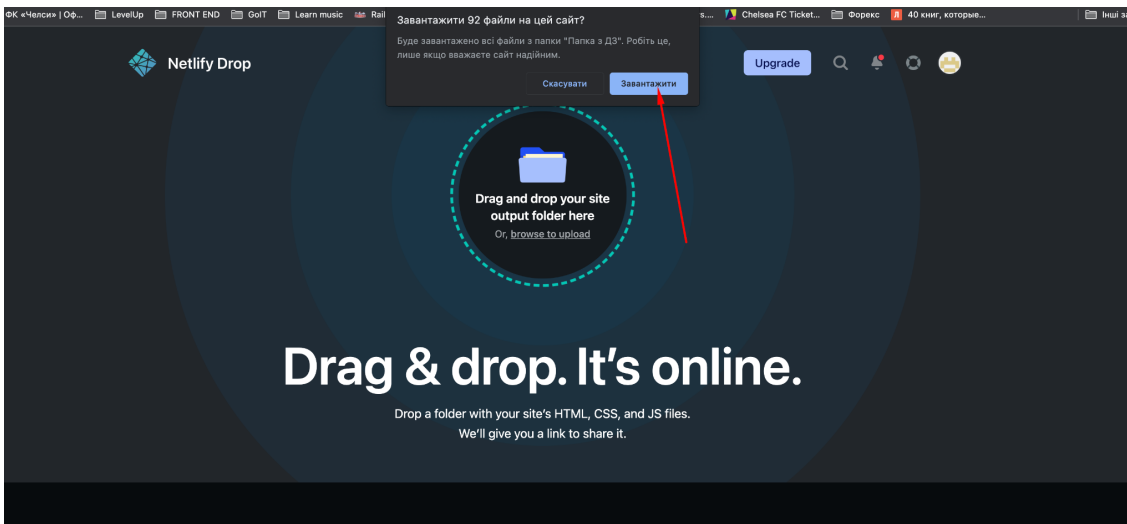 ФК «Челси» | Оф... LevelUp FRONT END GoIT Learn music Rail s.... Chelsea FC Ticket... Форекс Л 40 книг, которые... Інші за
Завантажити 92 файли на цей сайт?
Буде завантажено всі файли з папки "Папка з ДЗ". Робіть це,
лише якщо вважаєте сайт надійним.
Скасувати Завантажити
Netlify Drop
Upgrade
Drag and drop your site
output folder here
Or, browse to upload
Drag & drop. It's online.
Drop a folder with your site's HTML, CSS, and JS files.
We'll give you a link to share it.